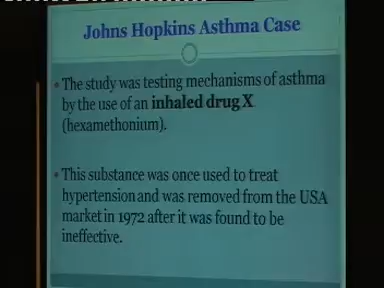 Johns Hopkins Asthma Case
• The study was testing mechanisms of asthma
by the use of an inhaled drug X
(hexamethonium).
• This substance was once used to treat
hypertension and was removed from the USA
market in 1972 after it was found to be
ineffective.